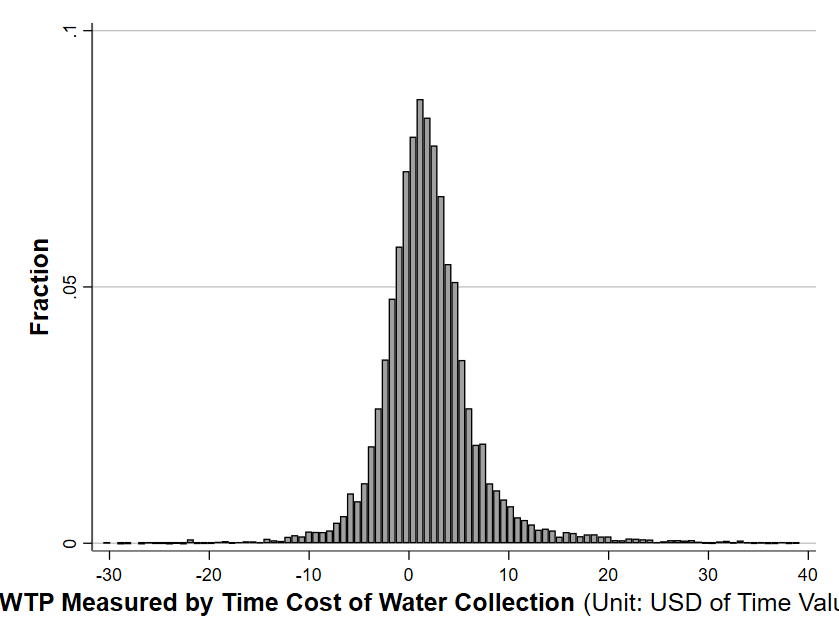 .1
.05
0
Fraction
-30 -20 -10 0 10 20 30 40
WTP Measured by Time Cost of Water Collection (Unit: USD of Time Valu